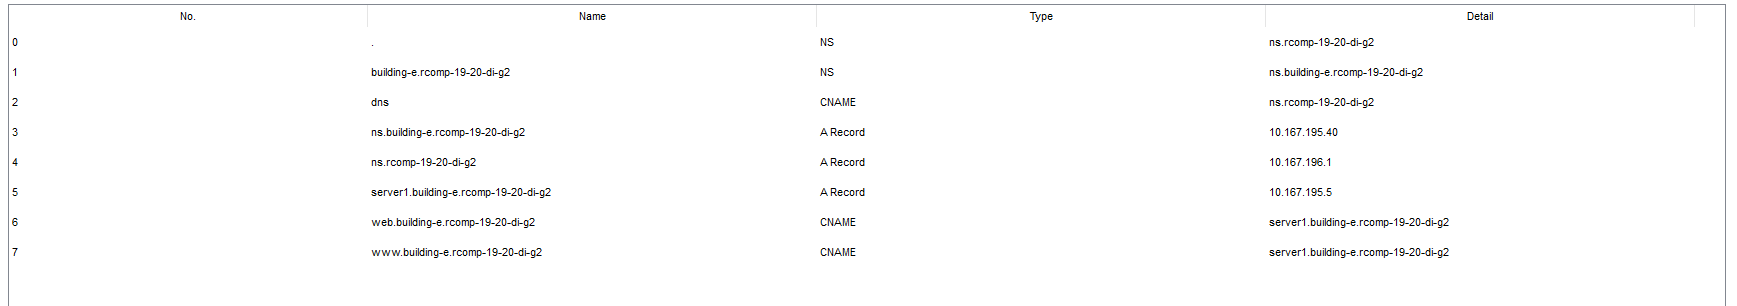 No. Name Type Detail
0 . NS ns.rcomp-19-20-di-g2
1 building-e.rcomp-19-20-di-g2 NS ns.building-e.rcomp-19-20-di-g2
2 dns CNAME ns.rcomp-19-20-di-g2
3 ns.building-e.rcomp-19-20-di-g2 A Record 10.167.195.40
4 ns.rcomp-19-20-di-g2 A Record 10.167.196.1
5 server1.building-e.rcomp-19-20-di-g2 A Record 10.167.195.5
6 web.building-e.rcomp-19-20-di-g2 CNAME server1.building-e.rcomp-19-20-di-g2
7 www.building-e.rcomp-19-20-di-g2 CNAME server1.building-e.rcomp-19-20-di-g2